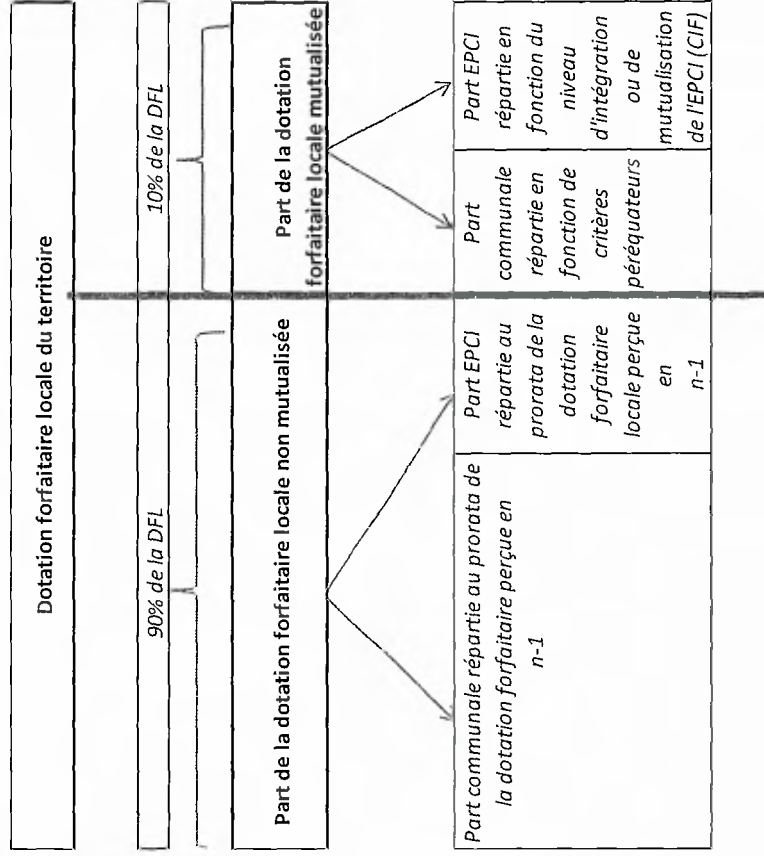 Dotation forfaitaire locale du territoire
90% de la DFL
10% de la DFL
Part de la dotation forfaitaire locale non mutualisée
Part de la dotation
forfaitaire locale mutualisée
Part communale répartie au prorata de
la dotation forfaitaire perçue en
n-1
Part EPCI
répartie au
prorata de la
dotation
forfaitaire
locale perçue
en
n-1
Part
communale
répartie en
fonction de
critères
péréquateurs
Part EPCI
répartie en
fonction du
niveau
d'intégration
ou de
mutualisation
de l'EPCI (CIF)